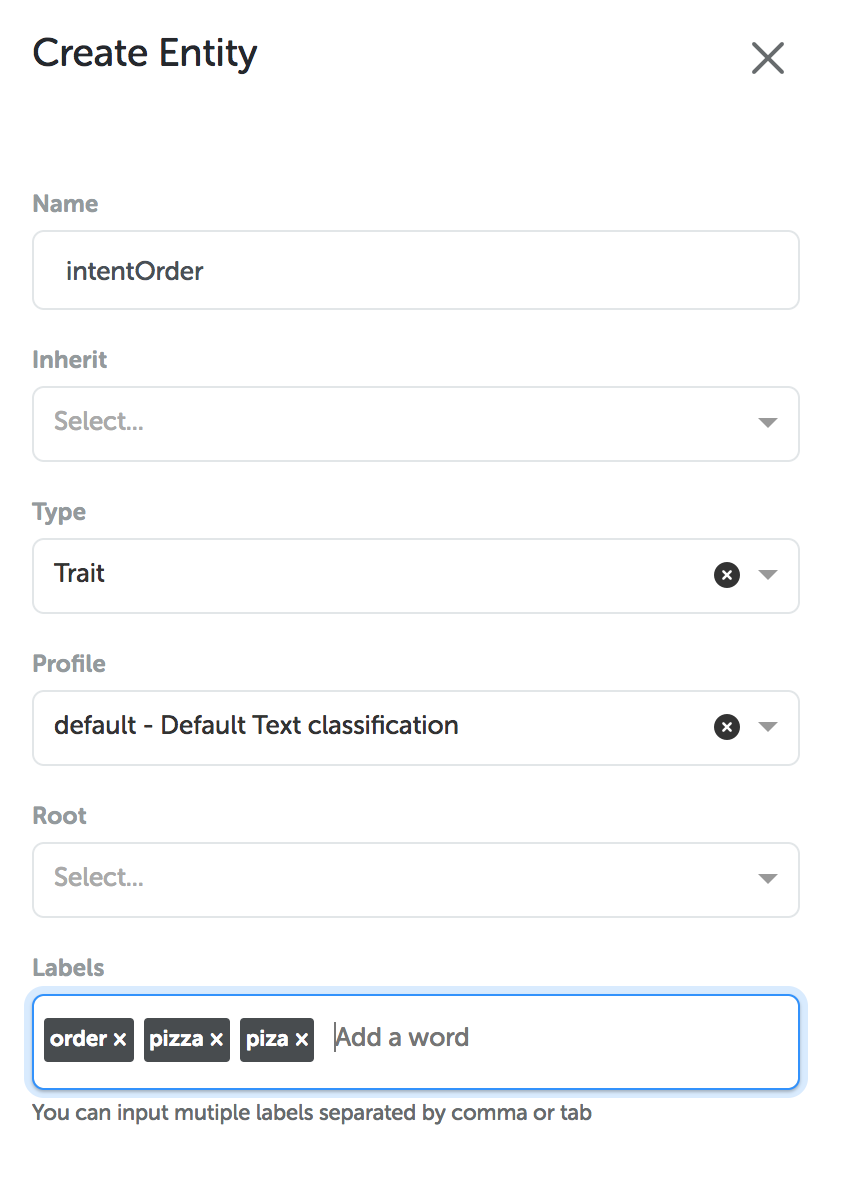 Create Entity
Name
intentOrder
Inherit
Select...
Type
Trait
Profile
default - Default Text classification
Root
Select...
Labels
order × pizza × piza × Add a word
You can input mutiple labels separated by comma or tab